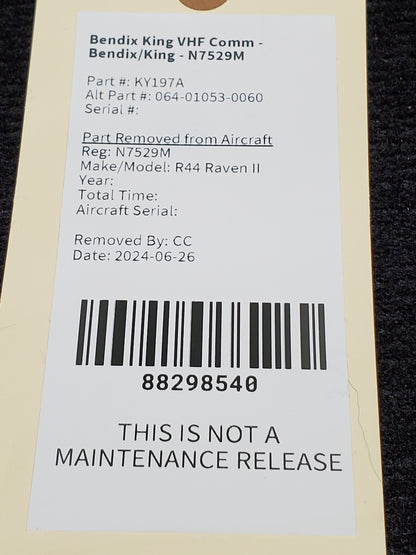 Bendix King VHF Comm -
Bendix/King - N7529M
Part #: KY197A
Alt Part #: 064-01053-0060
Serial #:
Part Removed from Aircraft
Reg: N7529M
Make/Model: R44 Raven II
Year:
Total Time:
Aircraft Serial:
Removed By: CC
Date: 2024-06-26
88298540
THIS IS NOT A
MAINTENANCE RELEASE